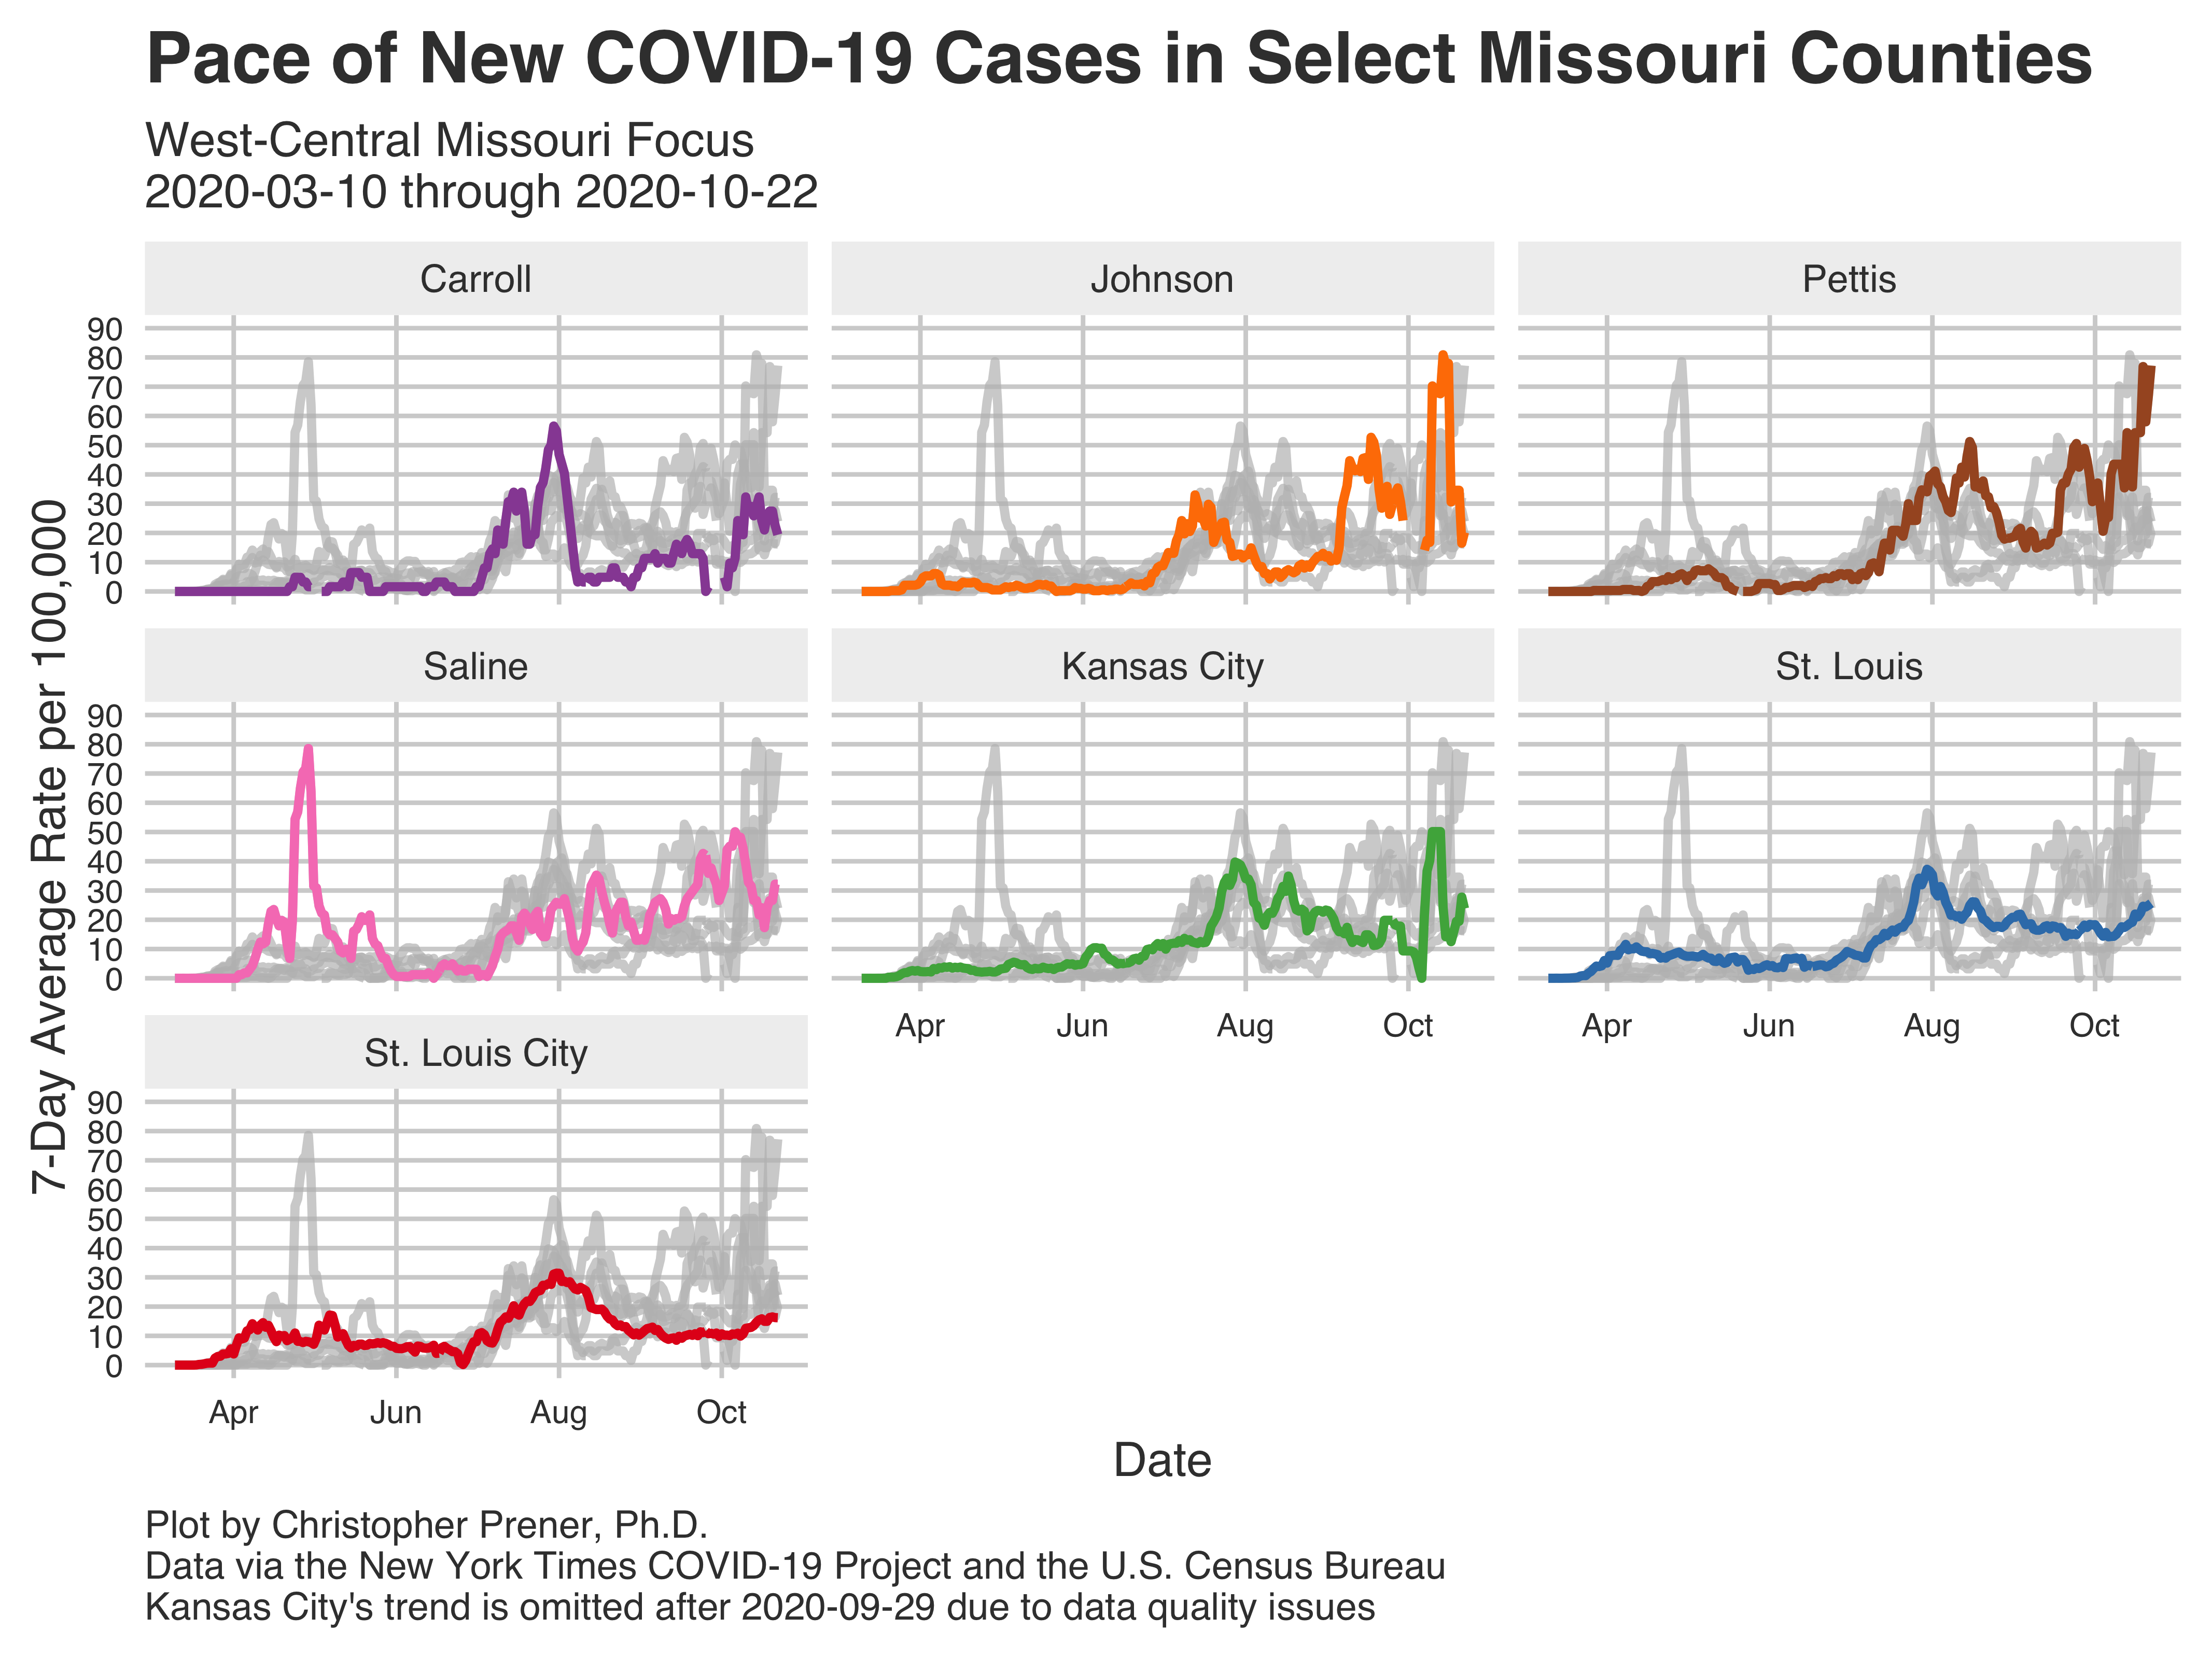 Pace of New COVID-19 Cases in Select Missouri Counties
West-Central Missouri Focus
2020-03-10 through 2020-10-22
7-Day Average Rate per 100,000
Carroll
Johnson
Pettis
90
80
70
60
50
40
30
20
10
0
Saline
Kansas City
St. Louis
90
80
70
60
50
40
30
20
10
0
Apr Jun Aug Oct
Apr Jun Aug Oct
St. Louis City
90
80
70
60
50
40
30
20
10
0
Apr Jun Aug Oct
Date
Plot by Christopher Prener, Ph.D.
Data via the New York Times COVID-19 Project and the U.S. Census Bureau
Kansas City's trend is omitted after 2020-09-29 due to data quality issues